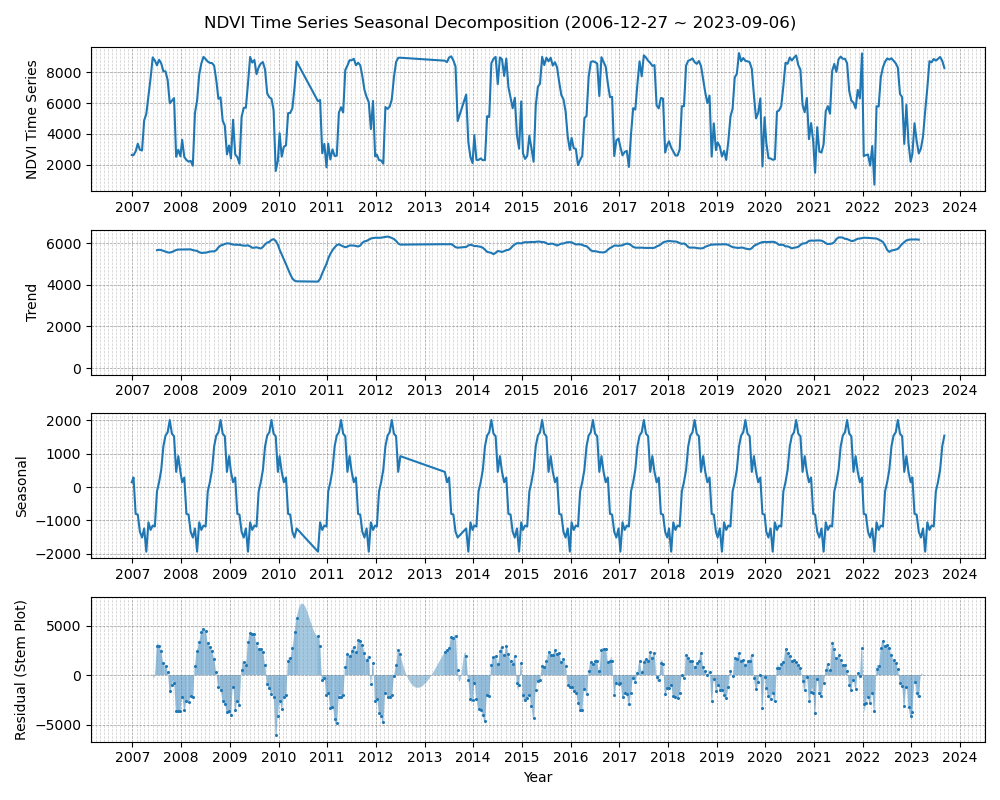 NDVI Time Series Seasonal Decomposition (2006-12-27 ~ 2023-09-06)
NDVI Time Series
8000
6000
4000
2000
2007 2008 2009 2010 2011 2012 2013 2014 2015 2016 2017 2018 2019 2020 2021 2022 2023 2024
Trend
6000
4000
2000
0
2007 2008 2009 2010 2011 2012 2013 2014 2015 2016 2017 2018 2019 2020 2021 2022 2023 2024
Seasonal
2000
1000
0
−1000
−2000
2007 2008 2009 2010 2011 2012 2013 2014 2015 2016 2017 2018 2019 2020 2021 2022 2023 2024
Residual (Stem Plot)
5000
0
−5000
2007 2008 2009 2010 2011 2012 2013 2014 2015 2016 2017 2018 2019 2020 2021 2022 2023 2024
Year